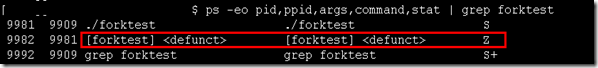 [ $ ps -eo pid,ppid,args,command,stat | grep forktest
9981 9909 ./forktest ./forktest S
9982 9981 [forktest] <defunct> [forktest] <defunct> Z
9992 9909 grep forktest grep forktest S+